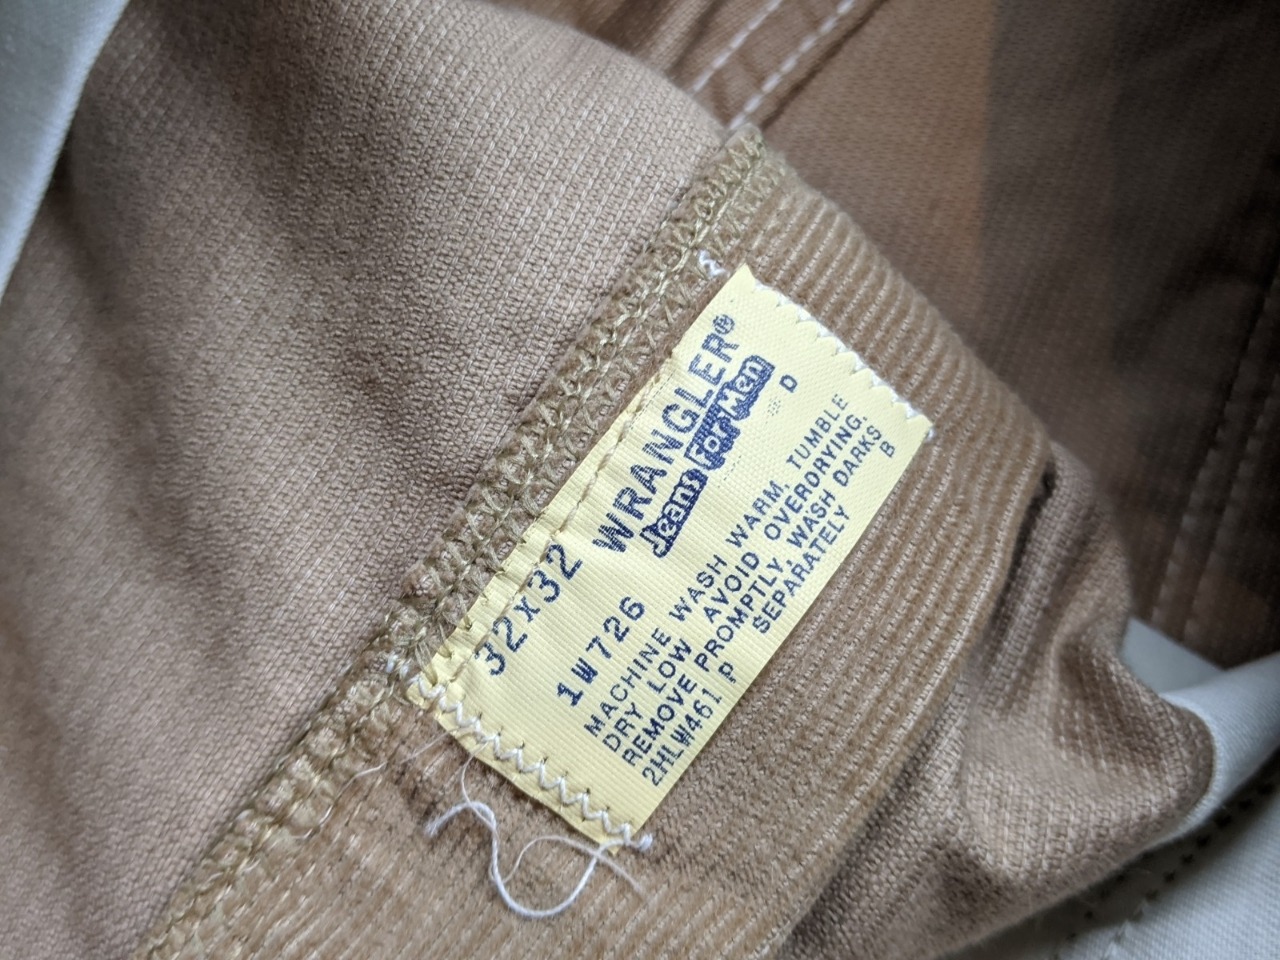 WRANGLER®
Jeans For Men
D
32X32
1W726
MACHINE WASH WARM, TUMBLE
DRY LOW AVOID OVERDRYING,
REMOVE PROMPTLY, WASH DARKS
SEPARATELY
2HLW461 P B